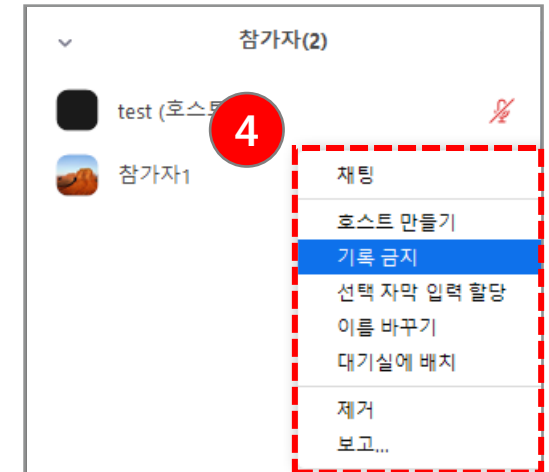 참가자(2)
test (호스트
4
참가자1
채팅
호스트 만들기
기록 금지
선택 자막 입력 할당
이름 바꾸기
대기실에 배치
제거
보고...